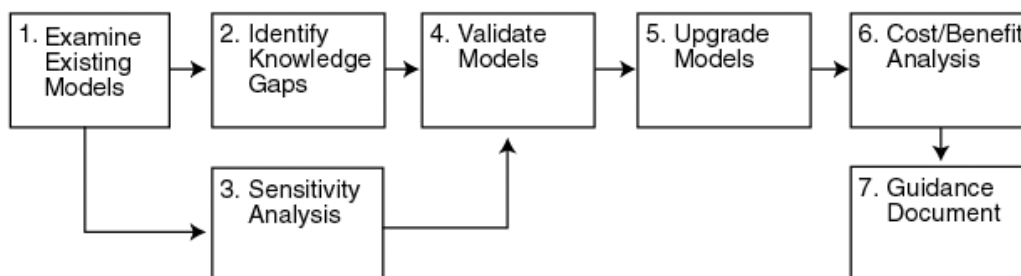 1. Examine
Existing
Models
2. Identify
Knowledge
Gaps
4. Validate
Models
5. Upgrade
Models
6. Cost/Benefit
Analysis
3. Sensitivity
Analysis
7. Guidance
Document